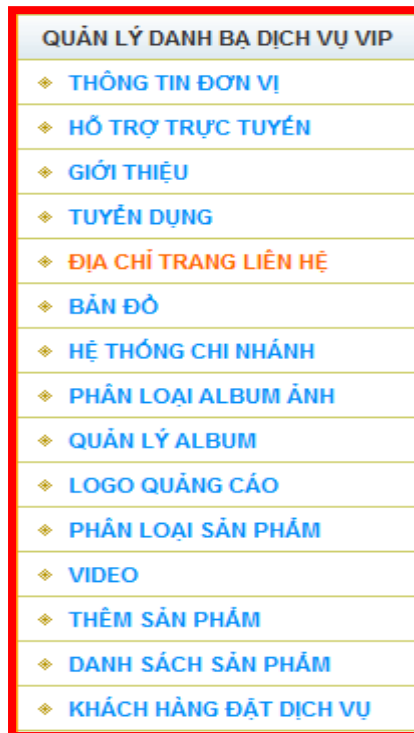 QUẢN LÝ DANH BẠ DỊCH VỤ VIP
THÔNG TIN ĐƠN VỊ
HỖ TRỢ TRỰC TUYẾN
GIỚI THIỆU
TUYỂN DỤNG
ĐỊA CHỈ TRANG LIÊN HỆ
BẢN ĐỒ
HỆ THỐNG CHI NHÁNH
PHÂN LOẠI ALBUM ẢNH
QUẢN LÝ ALBUM
LOGO QUẢNG CÁO
PHÂN LOẠI SẢN PHẨM
VIDEO
THÊM SẢN PHẨM
DANH SÁCH SẢN PHẨM
KHÁCH HÀNG ĐẶT DỊCH VỤ